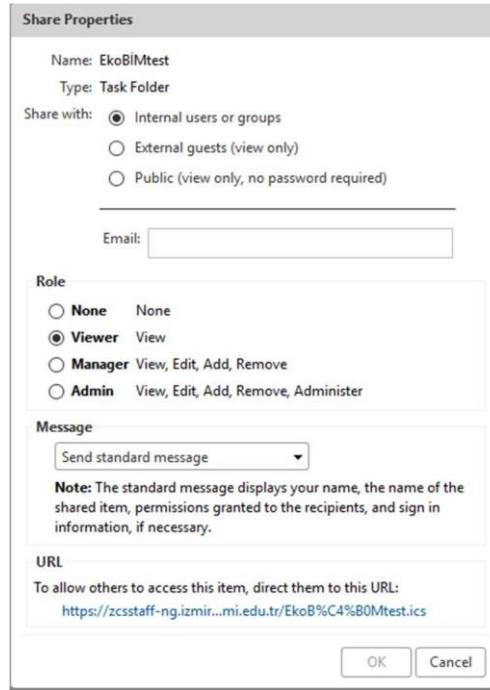 Share Properties
Name: EkoBİMtest
Type: Task Folder
Share with: Internal users or groups
External guests (view only)
Public (view only, no password required)
Email:
Role
None None
Viewer View
Manager View, Edit, Add, Remove
Admin View, Edit, Add, Remove, Administer
Message
Send standard message
Note: The standard message displays your name, the name of the
shared item, permissions granted to the recipients, and sign in
information, if necessary.
URL
To allow others to access this item, direct them to this URL:
https://zcsstaff-ng.izmir...mi.edu.tr/EkoB%C4%B0Mtest.ics
OK Cancel